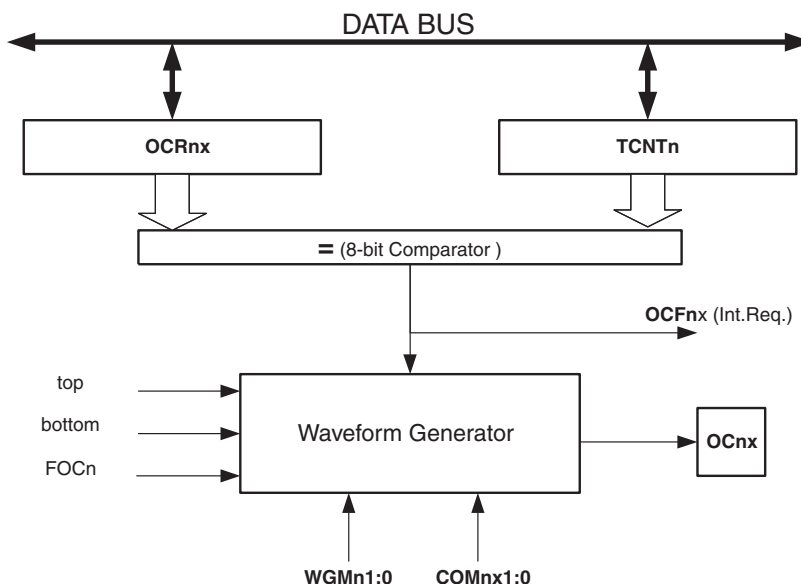 DATA BUS
OCRnx
TCNTn
= (8-bit Comparator )
OCFnx (Int.Req.)
top
bottom
FOCn
Waveform Generator
OCnx
WGMn1:0
COMnx1:0